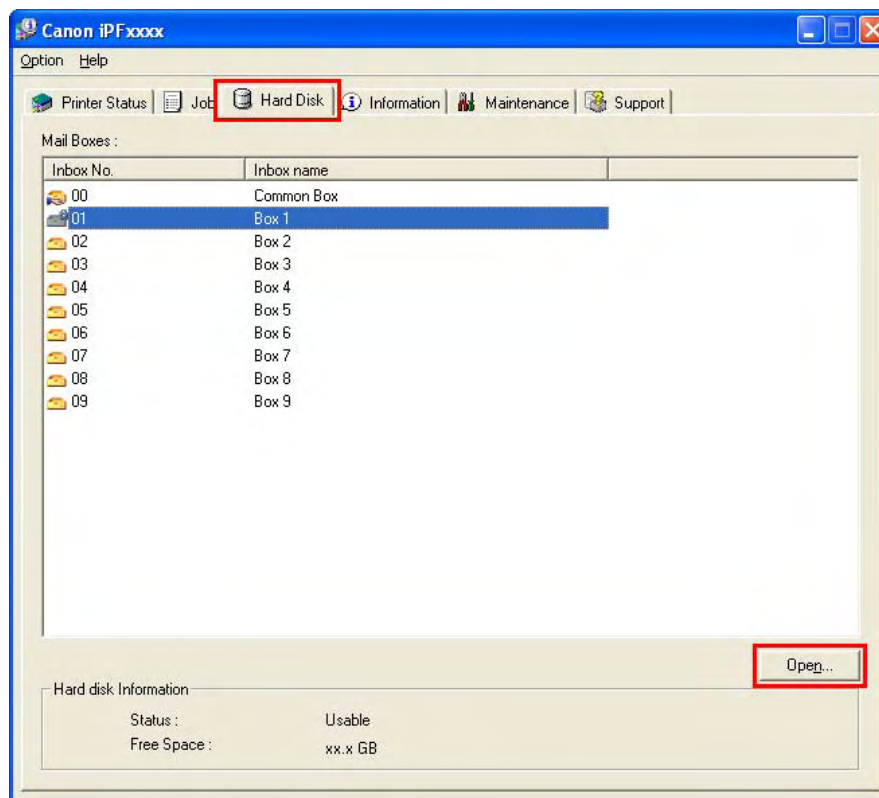 Canon iPFxxxx
Option Help
Printer Status Job Hard Disk Information Maintenance Support
Mail Boxes :
Inbox No. Inbox name
00 Common Box
01 Box 1
02 Box 2
03 Box 3
04 Box 4
05 Box 5
06 Box 6
07 Box 7
08 Box 8
09 Box 9
Open...
Hard disk Information
Status : Usable
Free Space : xx.x GB